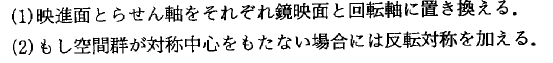 (1)映進面とらせん軸をそれぞれ鏡映面と回転軸に置き換える.
(2)もし空間群が対称中心をもたない場合には反転対称を加える.